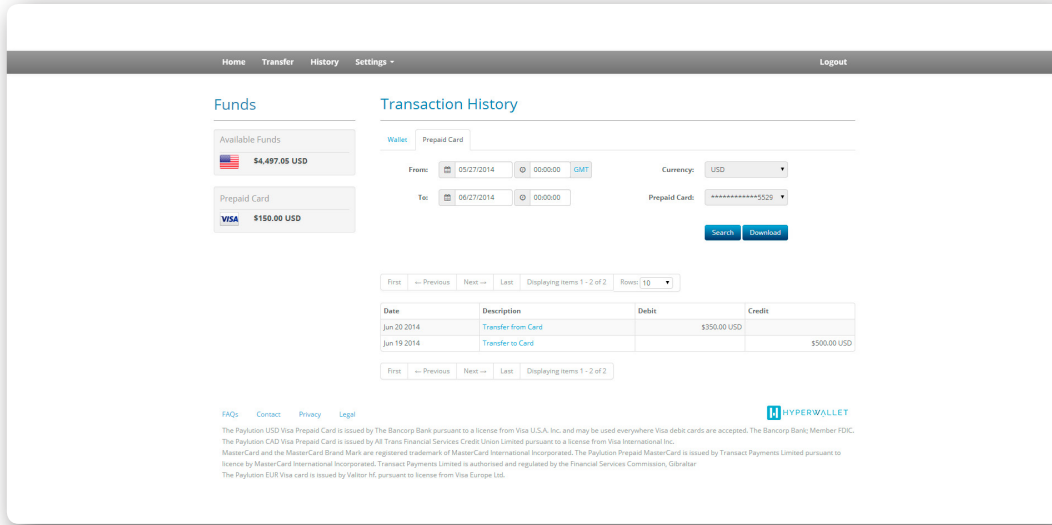 Home Transfer History Settings Logout
Funds
Transaction History
Available Funds
$4,497.05 USD
Prepaid Card
VISA $150.00 USD
Wallet Prepaid Card
From: 05/27/2014 00:00:00 GMT Currency: USD
To: 06/27/2014 00:00:00 Prepaid Card: ************5529
Search Download
First ← Previous Next → Last Displaying items 1 - 2 of 2 Rows: 10
Date Description Debit Credit
Jun 20 2014 Transfer from Card $350.00 USD
Jun 19 2014 Transfer to Card $500.00 USD
First ← Previous Next → Last Displaying items 1 - 2 of 2
FAQs Contact Privacy Legal HYPERWALLET
The Paylution USD Visa Prepaid Card is issued by The Bancorp Bank pursuant to a license from Visa U.S.A. Inc. and may be used everywhere Visa debit cards are accepted. The Bancorp Bank; Member FDIC.
The Paylution CAD Visa Prepaid Card is issued by All Trans Financial Services Credit Union Limited pursuant to a license from Visa International Inc.
MasterCard and the MasterCard Brand Mark are registered trademark of MasterCard International Incorporated. The Paylution Prepaid MasterCard is issued by Transact Payments Limited pursuant to
licence by MasterCard International Incorporated. Transact Payments Limited is authorised and regulated by the Financial Services Commission, Gibraltar
The Paylution EUR Visa card is issued by Valitor hf. pursuant to license from Visa Europe Ltd.